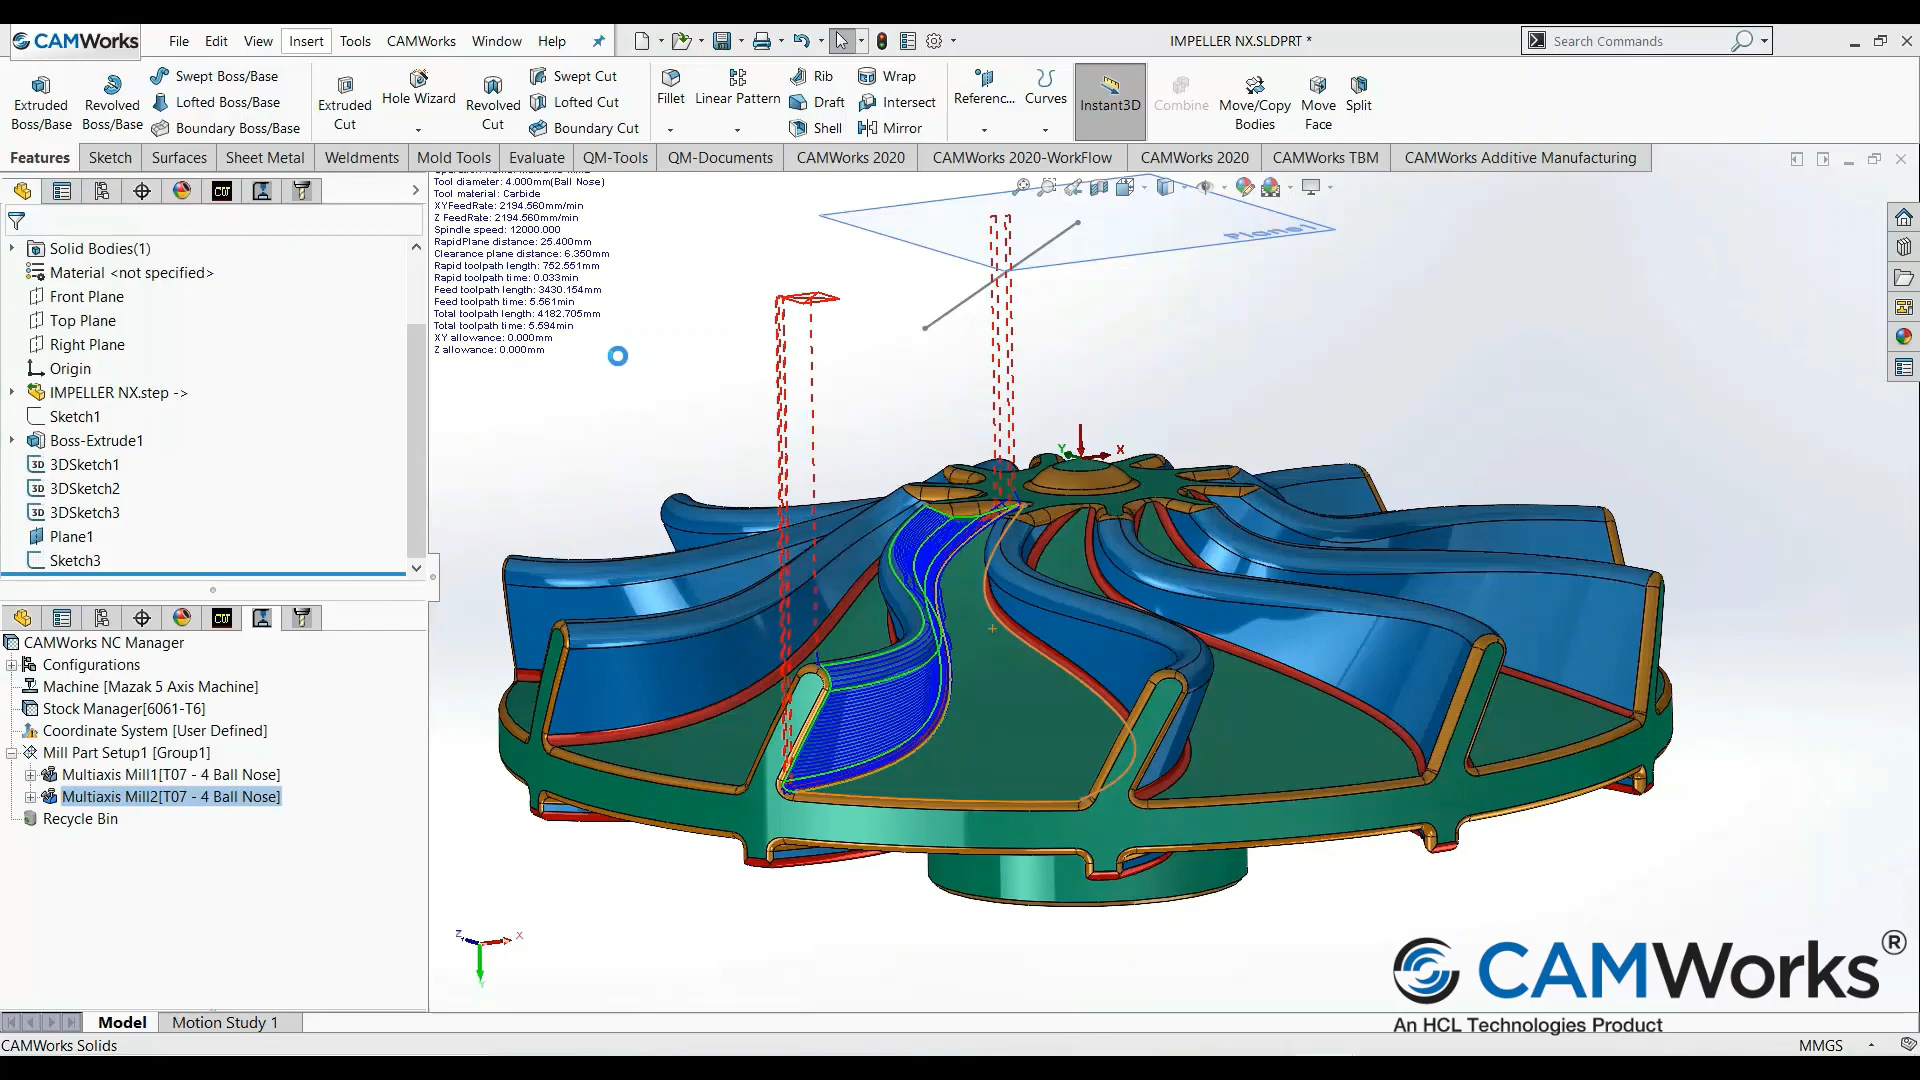 CAMWorks
File Edit View Insert Tools CAMWorks Window Help
IMPELLER NX.SLDPRT *
Search Commands
Extruded Boss/Base
Revolved Boss/Base
Swept Boss/Base
Lofted Boss/Base
Boundary Boss/Base
Extruded Cut
Hole Wizard
Revolved Cut
Swept Cut
Lofted Cut
Boundary Cut
Fillet
Linear Pattern
Rib
Draft
Shell
Wrap
Intersect
Mirror
Referenc...
Curves
Instant3D
Combine
Move/Copy Bodies
Move Face
Split
Features Sketch Surfaces Sheet Metal Weldments Mold Tools Evaluate QM-Tools QM-Documents CAMWorks 2020 CAMWorks 2020-WorkFlow CAMWorks 2020 CAMWorks TBM CAMWorks Additive Manufacturing
Tool diameter: 4.000mm(Ball Nose)
Tool material: Carbide
XYFeedRate: 2194.560mm/min
Z FeedRate: 2194.560mm/min
Spindle speed: 12000.000
RapidPlane distance: 25.400mm
Clearance plane distance: 6.350mm
Rapid toolpath length: 752.551mm
Rapid toolpath time: 0.033min
Feed toolpath length: 3430.154mm
Feed toolpath time: 5.561min
Total toolpath length: 4182.705mm
Total toolpath time: 5.594min
XY allowance: 0.000mm
Z allowance: 0.000mm
Plane1
Y X
Solid Bodies(1)
Material <not specified>
Front Plane
Top Plane
Right Plane
Origin
IMPELLER NX.step ->
Sketch1
Boss-Extrude1
3D 3DSketch1
3D 3DSketch2
3D 3DSketch3
Plane1
Sketch3
CAMWorks NC Manager
Configurations
Machine [Mazak 5 Axis Machine]
Stock Manager[6061-T6]
Coordinate System [User Defined]
Mill Part Setup1 [Group1]
Multiaxis Mill1[T07 - 4 Ball Nose]
Multiaxis Mill2[T07 - 4 Ball Nose]
Recycle Bin
Z X
Y
CAMWorks®
An HCL Technologies Product
Model Motion Study 1
CAMWorks Solids
MMGS